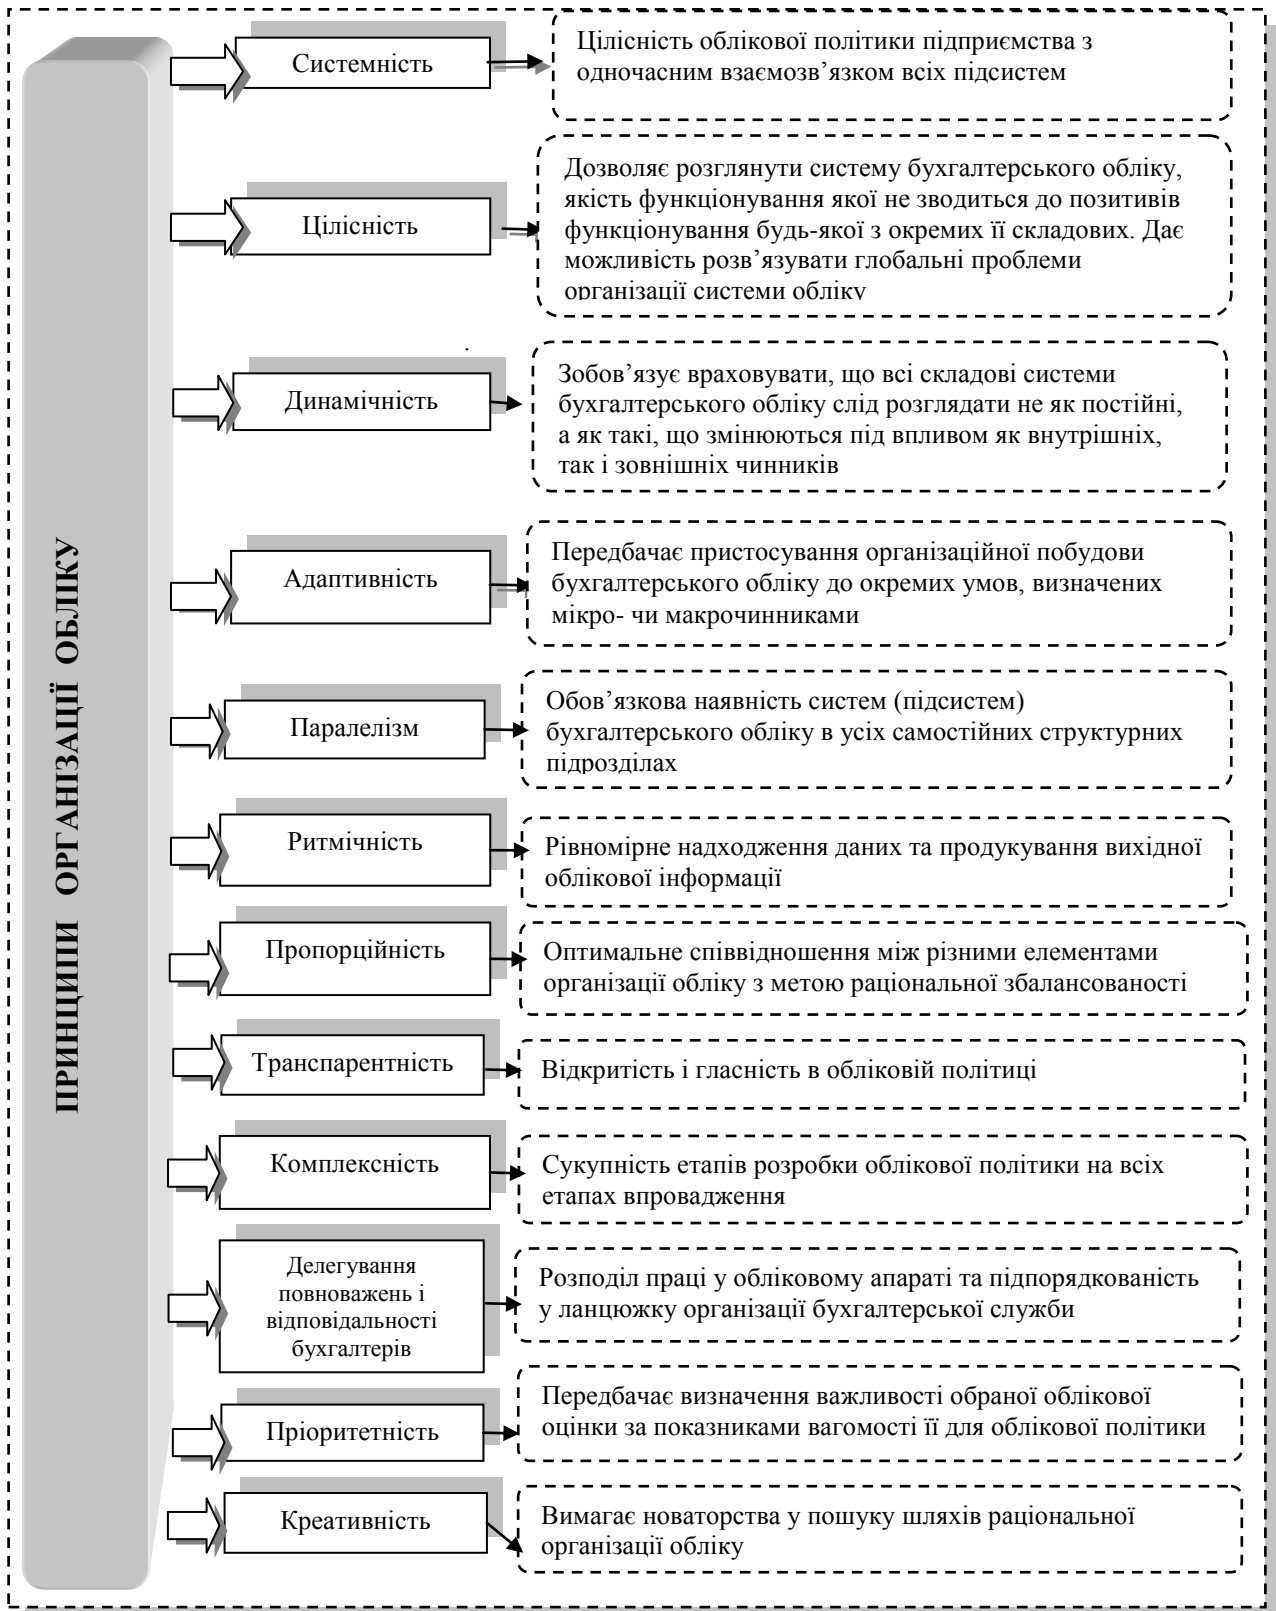 ПРИНЦИПИ ОРГАНІЗАЦІЇ ОБЛІКУ
Системність
Цілісність облікової політики підприємства з
одночасним взаємозв’язком всіх підсистем
Цілісність
Дозволяє розглянути систему бухгалтерського обліку,
якість функціонування якої не зводиться до позитивів
функціонування будь-якої з окремих її складових. Дає
можливість розв’язувати глобальні проблеми
організації системи обліку
Динамічність
Зобов’язує враховувати, що всі складові системи
бухгалтерського обліку слід розглядати не як постійні,
а як такі, що змінюються під впливом як внутрішніх,
так і зовнішніх чинників
Адаптивність
Передбачає пристосування організаційної побудови
бухгалтерського обліку до окремих умов, визначених
мікро- чи макрочинниками
Паралелізм
Обов’язкова наявність систем (підсистем)
бухгалтерського обліку в усіх самостійних структурних
підрозділах
Ритмічність
Рівномірне надходження даних та продукування вихідної
облікової інформації
Пропорційність
Оптимальне співвідношення між різними елементами
організації обліку з метою раціональної збалансованості
Транспарентність
Відкритість і гласність в обліковій політиці
Комплексність
Сукупність етапів розробки облікової політики на всіх
етапах впровадження
Делегування
повноважень і
відповідальності
бухгалтерів
Розподіл праці у обліковому апараті та підпорядкованість
у ланцюжку організації бухгалтерської служби
Пріоритетність
Передбачає визначення важливості обраної облікової
оцінки за показниками вагомості її для облікової політики
Креативність
Вимагає новаторства у пошуку шляхів раціональної
організації обліку